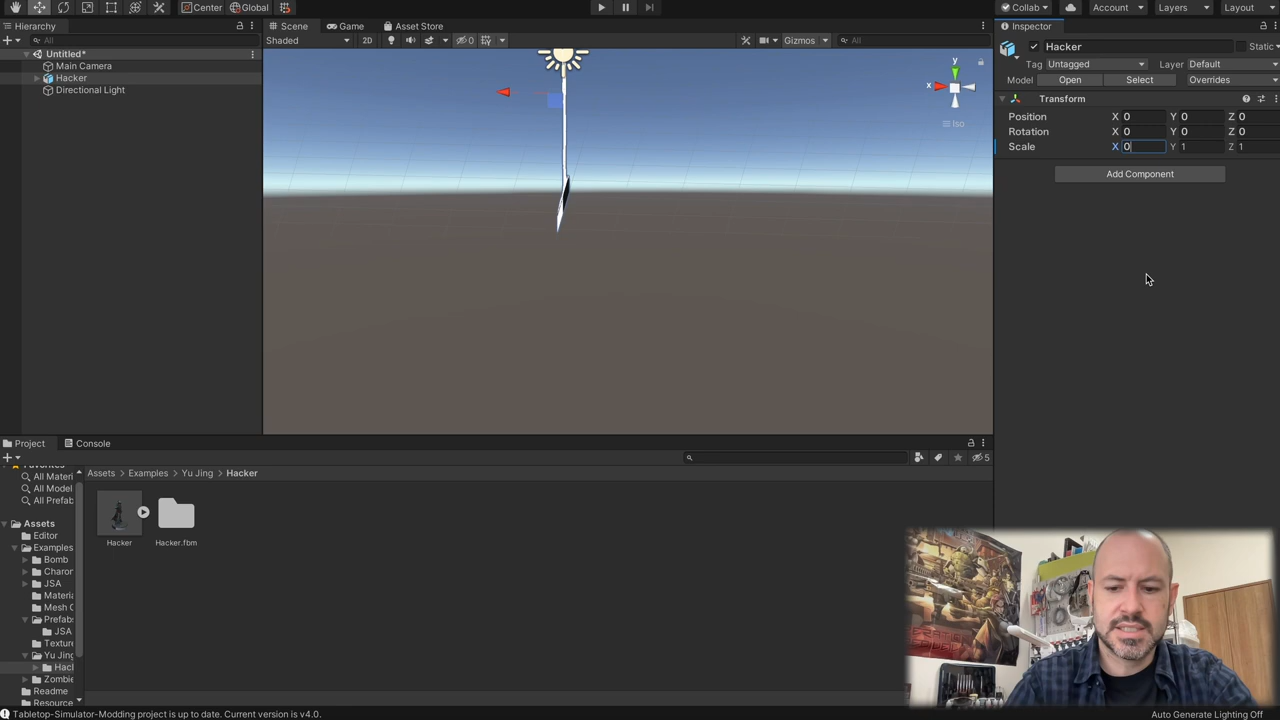 Center
Global
Collab
Account
Layers
Layout
Hierarchy
Scene
Game
Asset Store
Inspector
All
Shaded
2D
0
Gizmos
All
Untitled*
Main Camera
Hacker
Directional Light
y
x
Iso
Hacker
Static
Tag
Untagged
Layer
Default
Model
Open
Select
Overrides
Transform
Position
X 0
Y 0
Z 0
Rotation
X 0
Y 0
Z 0
Scale
X 0
Y 1
Z 1
Add Component
Project
Console
5
Assets > Examples > Yu Jing > Hacker
Favorites
All Materi
All Model
All Prefab
Assets
Editor
Examples
Bomb
Charon
JSA
Materia
Mesh C
Prefabs
JSA
Texture
Yu Jing
Hack
Zombie
Readme
Resource
Hacker
Hacker.fbm
Tabletop-Simulator-Modding project is up to date. Current version is v4.0.
Auto Generate Lighting Off